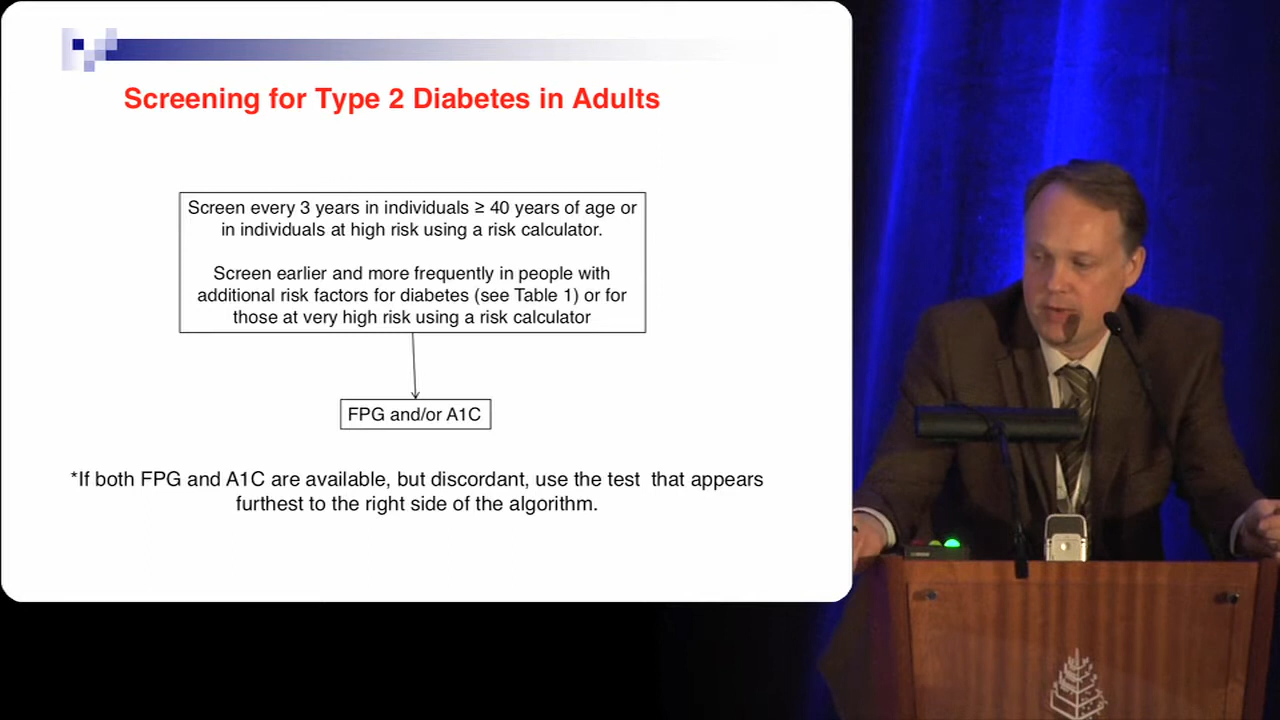 Screening for Type 2 Diabetes in Adults
Screen every 3 years in individuals ≥ 40 years of age or
in individuals at high risk using a risk calculator.
Screen earlier and more frequently in people with
additional risk factors for diabetes (see Table 1) or for
those at very high risk using a risk calculator
FPG and/or A1C
*If both FPG and A1C are available, but discordant, use the test  that appears
furthest to the right side of the algorithm.